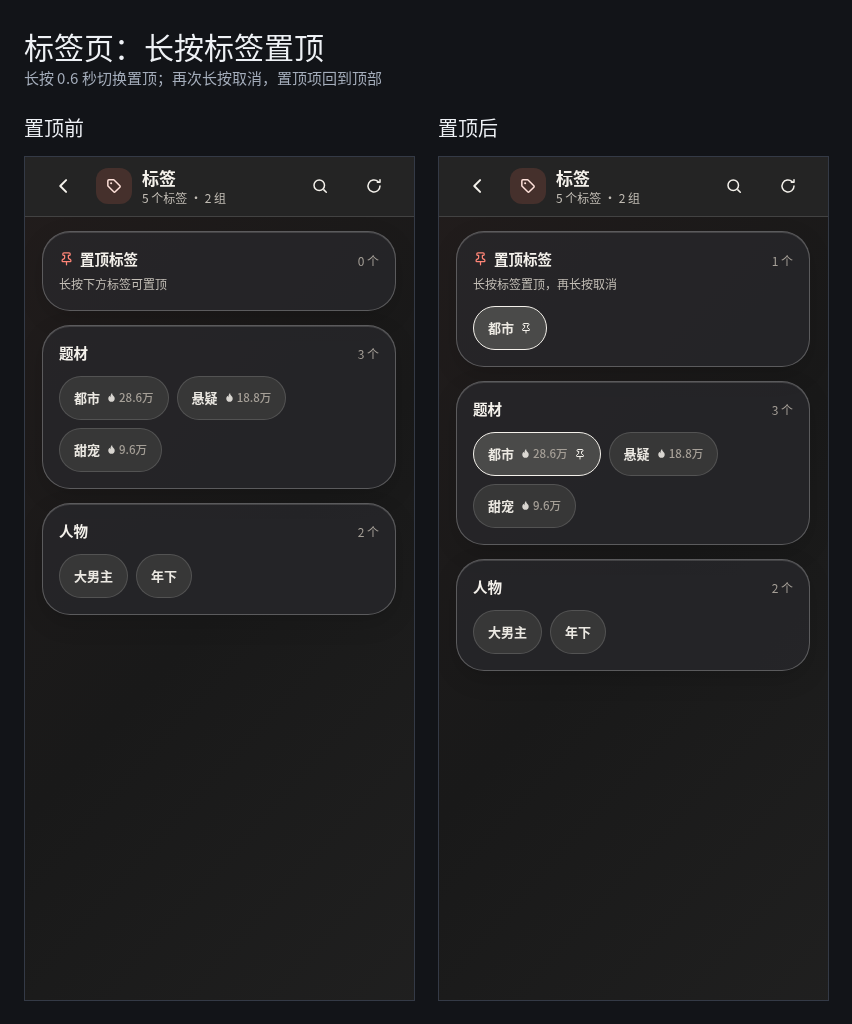 标签页：长按标签置顶
长按 0.6 秒切换置顶；再次长按取消，置顶项回到顶部
置顶前
标签
5 个标签 · 2 组
置顶标签
0 个
长按下方标签可置顶
题材
3 个
都市 28.6万
悬疑 18.8万
甜宠 9.6万
人物
2 个
大男主
年下
置顶后
标签
5 个标签 · 2 组
置顶标签
1 个
长按标签置顶，再长按取消
都市
题材
3 个
都市 28.6万
悬疑 18.8万
甜宠 9.6万
人物
2 个
大男主
年下